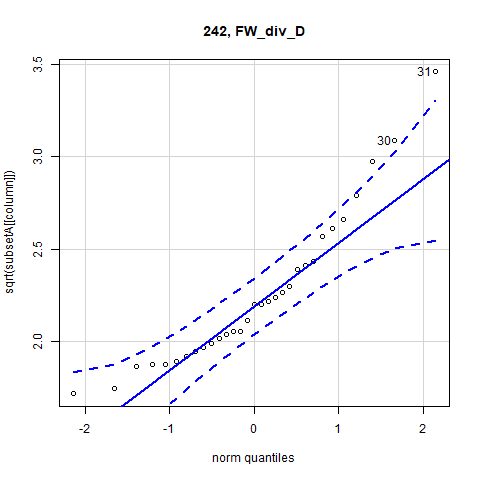 242, FW_div_D
sqrt(subsetA[[column]])
3.5
3.0
2.5
2.0
31
30
-2 -1 0 1 2
norm quantiles